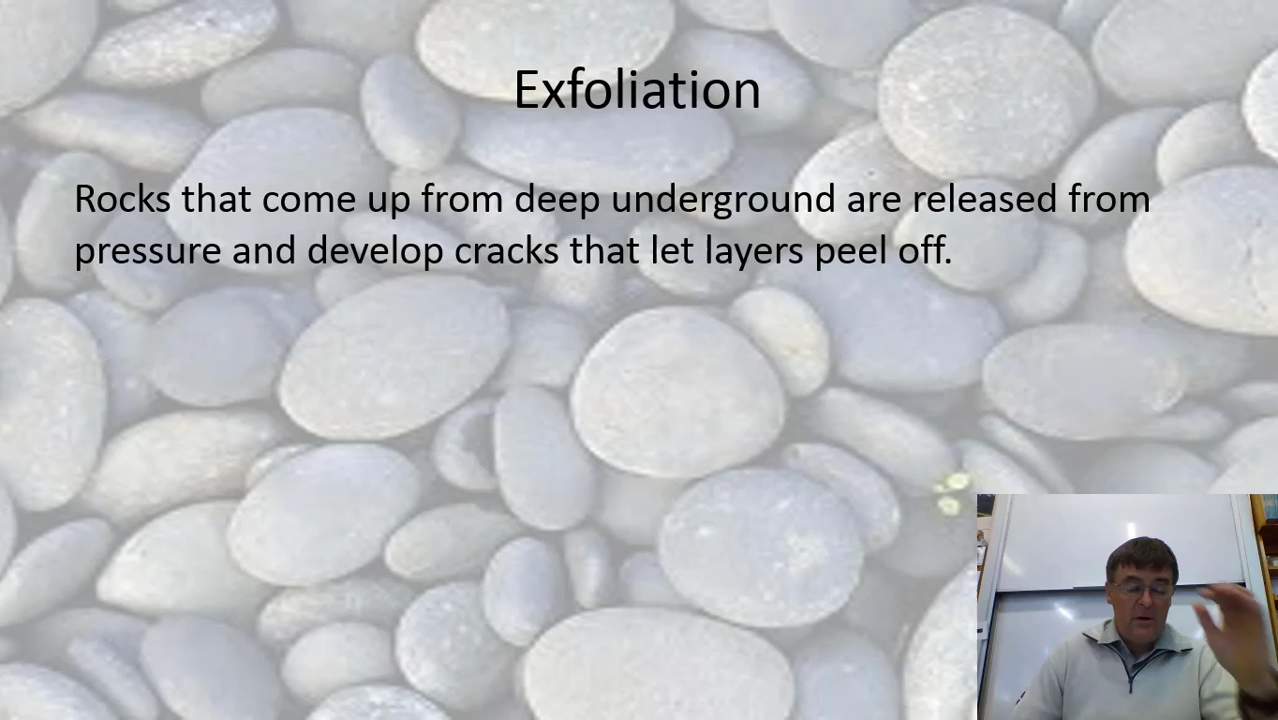 Exfoliation
Rocks that come up from deep underground are released from
pressure and develop cracks that let layers peel off.